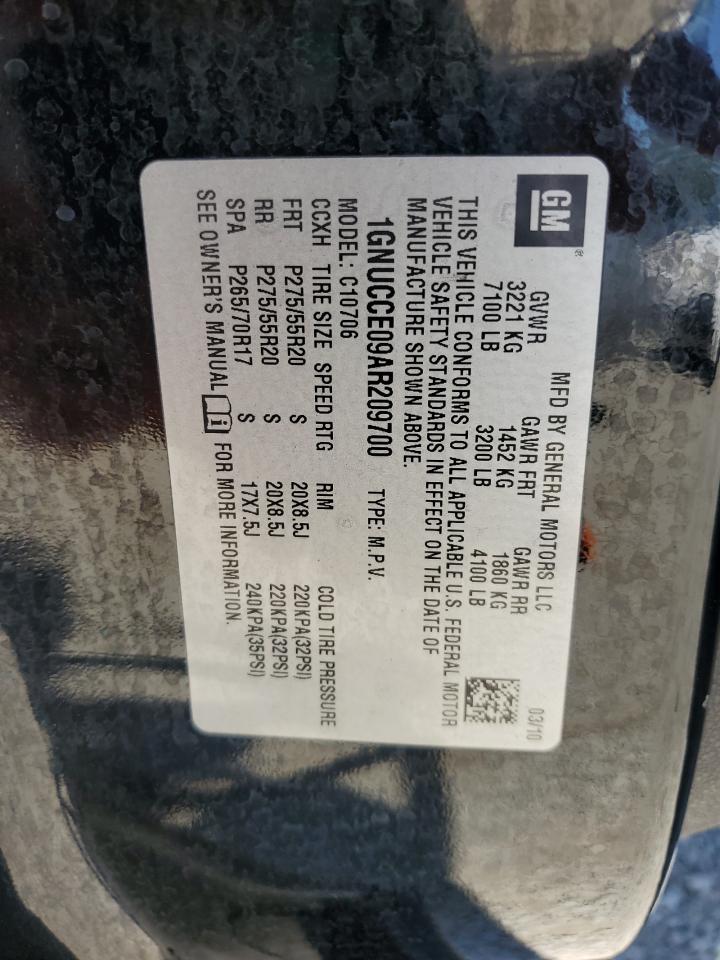 GM®
MFD BY GENERAL MOTORS LLC 03/10
GVWR GAWR FRT GAWR RR
3221 KG 1452 KG 1860 KG
7100 LB 3200 LB 4100 LB
THIS VEHICLE CONFORMS TO ALL APPLICABLE U.S. FEDERAL MOTOR
VEHICLE SAFETY STANDARDS IN EFFECT ON THE DATE OF
MANUFACTURE SHOWN ABOVE.
1GNUCCE09AR209700 TYPE: M.P.V.
MODEL: C10706
CCXH TIRE SIZE SPEED RTG RIM COLD TIRE PRESSURE
FRT P275/55R20 S 20X8.5J 220KPA(32PSI)
RR P275/55R20 S 20X8.5J 220KPA(32PSI)
SPA P265/70R17 S 17X7.5J 240KPA(35PSI)
SEE OWNER'S MANUAL FOR MORE INFORMATION.